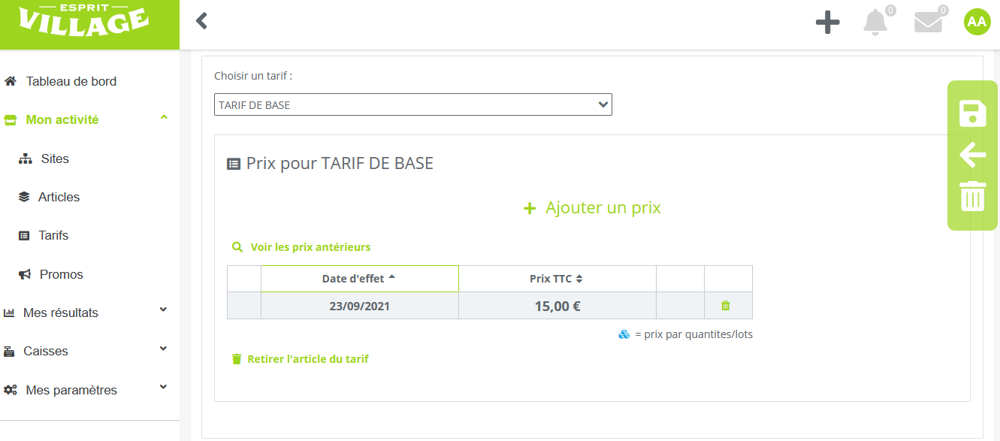 ESPRIT
VILLAGE
0
0
AA
Tableau de bord
Mon activité
Sites
Articles
Tarifs
Promos
Mes résultats
Caisses
Mes paramètres
Choisir un tarif :
TARIF DE BASE
Prix pour TARIF DE BASE
Ajouter un prix
Voir les prix antérieurs
Date d'effet Prix TTC
23/09/2021 15,00 €
= prix par quantites/lots
Retirer l'article du tarif